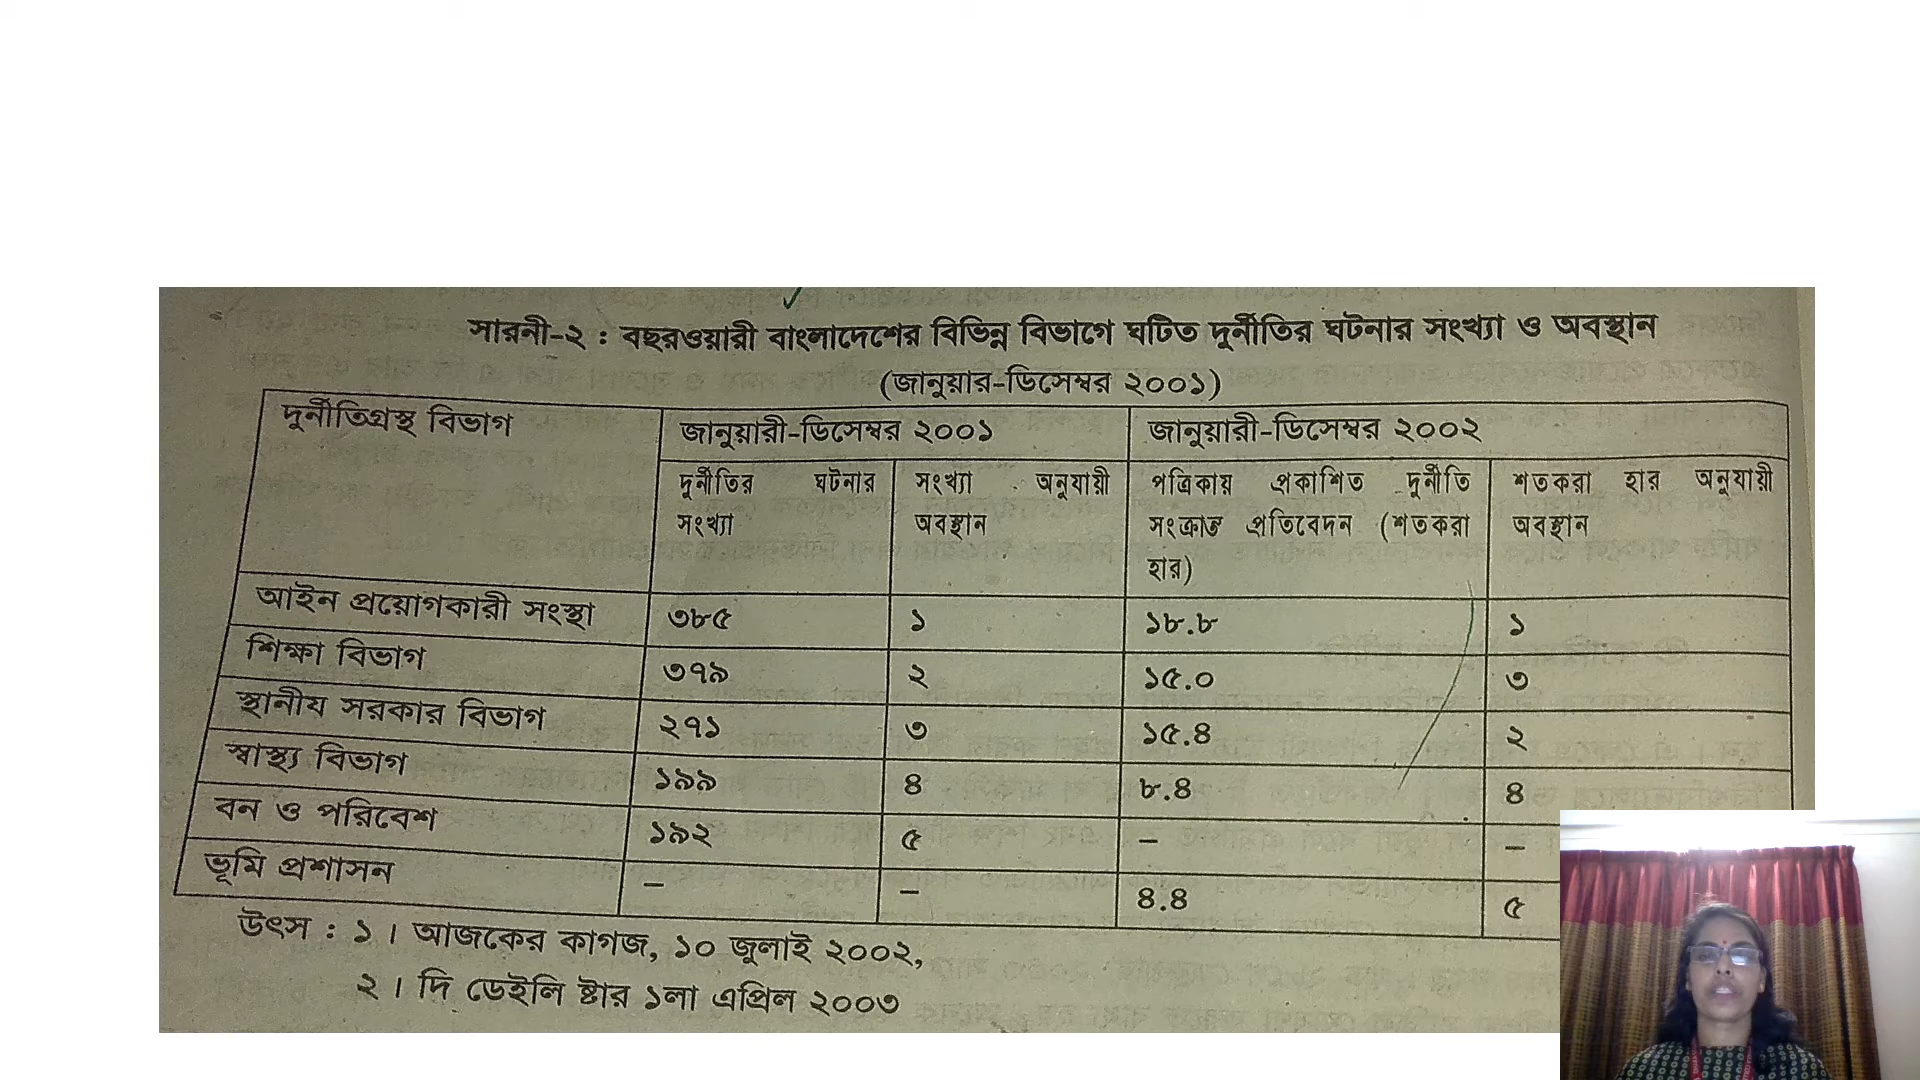 সারনী-২ : বছরওয়ারী বাংলাদেশের বিভিন্ন বিভাগে ঘটিত দুর্নীতির ঘটনার সংখ্যা ও অবস্থান
(জানুয়ার-ডিসেম্বর ২০০১)
দুর্নীতিগ্রস্থ বিভাগ জানুয়ারী-ডিসেম্বর ২০০১ জানুয়ারী-ডিসেম্বর ২০০২
দুর্নীতির ঘটনার সংখ্যা অনুযায়ী পত্রিকায় প্রকাশিত দুর্নীতি শতকরা হার অনুযায়ী
সংখ্যা অবস্থান সংক্রান্ত প্রতিবেদন (শতকরা অবস্থান
হার)
আইন প্রয়োগকারী সংস্থা ৩৮৫ ১ ১৮.৮ ১
শিক্ষা বিভাগ ৩৭৯ ২ ১৫.০ ৩
স্থানীয় সরকার বিভাগ ২৭১ ৩ ১৫.৪ ২
স্বাস্থ্য বিভাগ ১৯৯ ৪ ৮.৪ ৪
বন ও পরিবেশ ১৯২ ৫ – –
ভূমি প্রশাসন – – ৪.৪ ৫
উৎস : ১। আজকের কাগজ, ১০ জুলাই ২০০২,
২। দি ডেইলি ষ্টার ১লা এপ্রিল ২০০৩